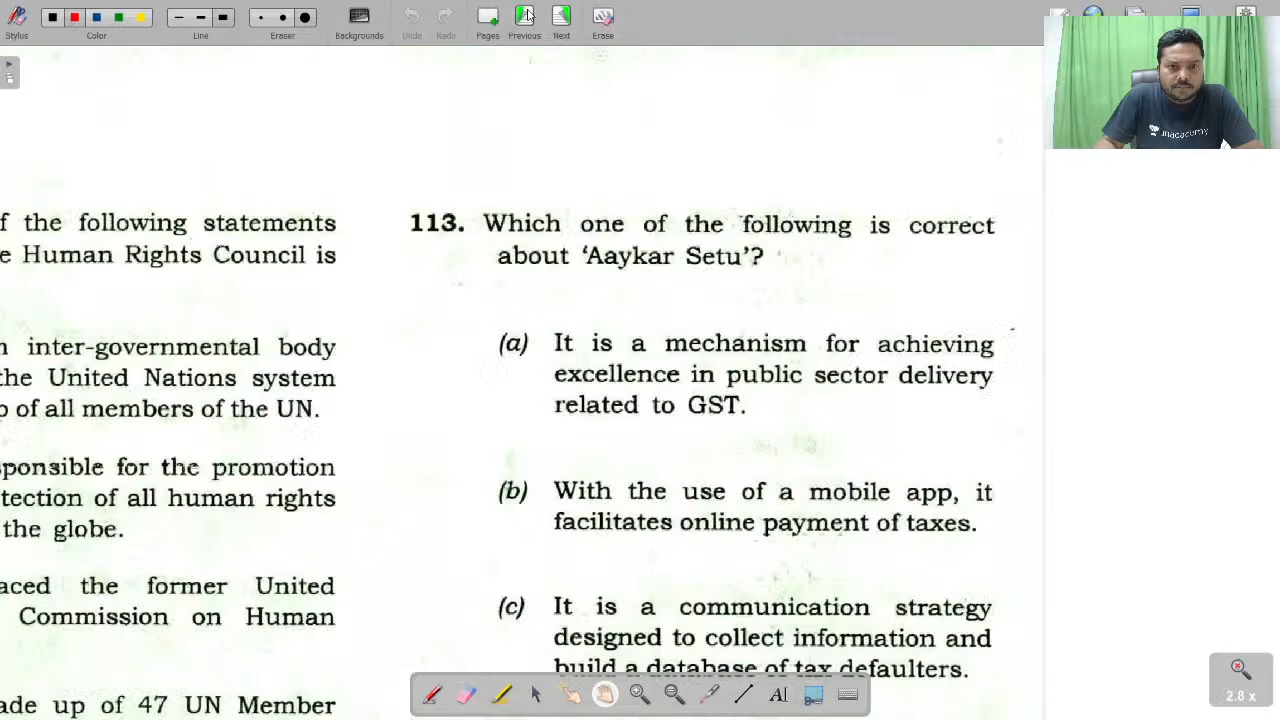 Stylus
Color
Line
Eraser
Backgrounds
Undo
Redo
Pages
Previous
Next
Erase
of the following statements
Human Rights Council is
inter-governmental body
the United Nations system
of all members of the UN.
for the promotion
of all human rights
the globe.
the former United
Commission on Human
up of 47 UN Member
113. Which one of the following is correct
about 'Aaykar Setu'?
(a) It is a mechanism for achieving
excellence in public sector delivery
related to GST.
(b) With the use of a mobile app, it
facilitates online payment of taxes.
(c) It is a communication strategy
designed to collect information and
build a database of tax defaulters.
2.8 x